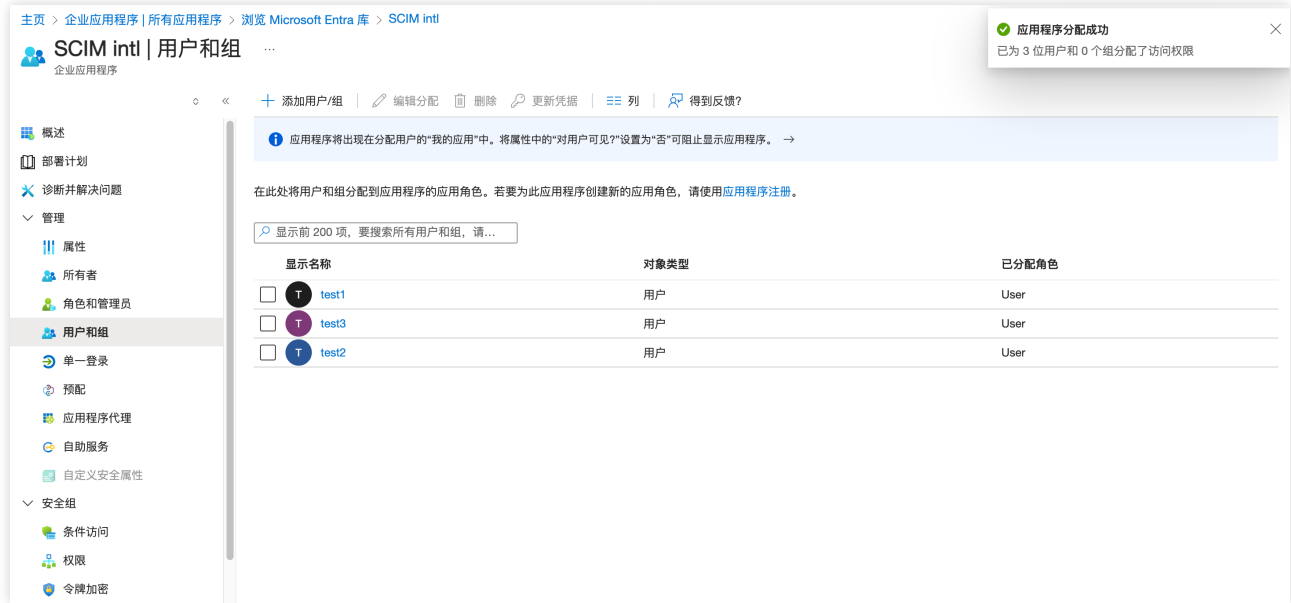 主页 > 企业应用程序 | 所有应用程序 > 浏览 Microsoft Entra 库 > SCIM intl
SCIM intl | 用户和组 ...
企业应用程序
应用程序分配成功
已为 3 位用户和 0 个组分配了访问权限
添加用户/组 编辑分配 删除 更新凭据 列 得到反馈?
应用程序将出现在分配用户的“我的应用”中。将属性中的“对用户可见?”设置为“否”可阻止显示应用程序。 →
在此处将用户和组分配到应用程序的应用角色。若要为此应用程序创建新的应用角色，请使用应用程序注册。
显示前 200 项，要搜索所有用户和组，请...
显示名称 对象类型 已分配角色
T test1 用户 User
T test3 用户 User
T test2 用户 User
概述
部署计划
诊断并解决问题
管理
属性
所有者
角色和管理员
用户和组
单一登录
预配
应用程序代理
自助服务
自定义安全属性
安全组
条件访问
权限
令牌加密